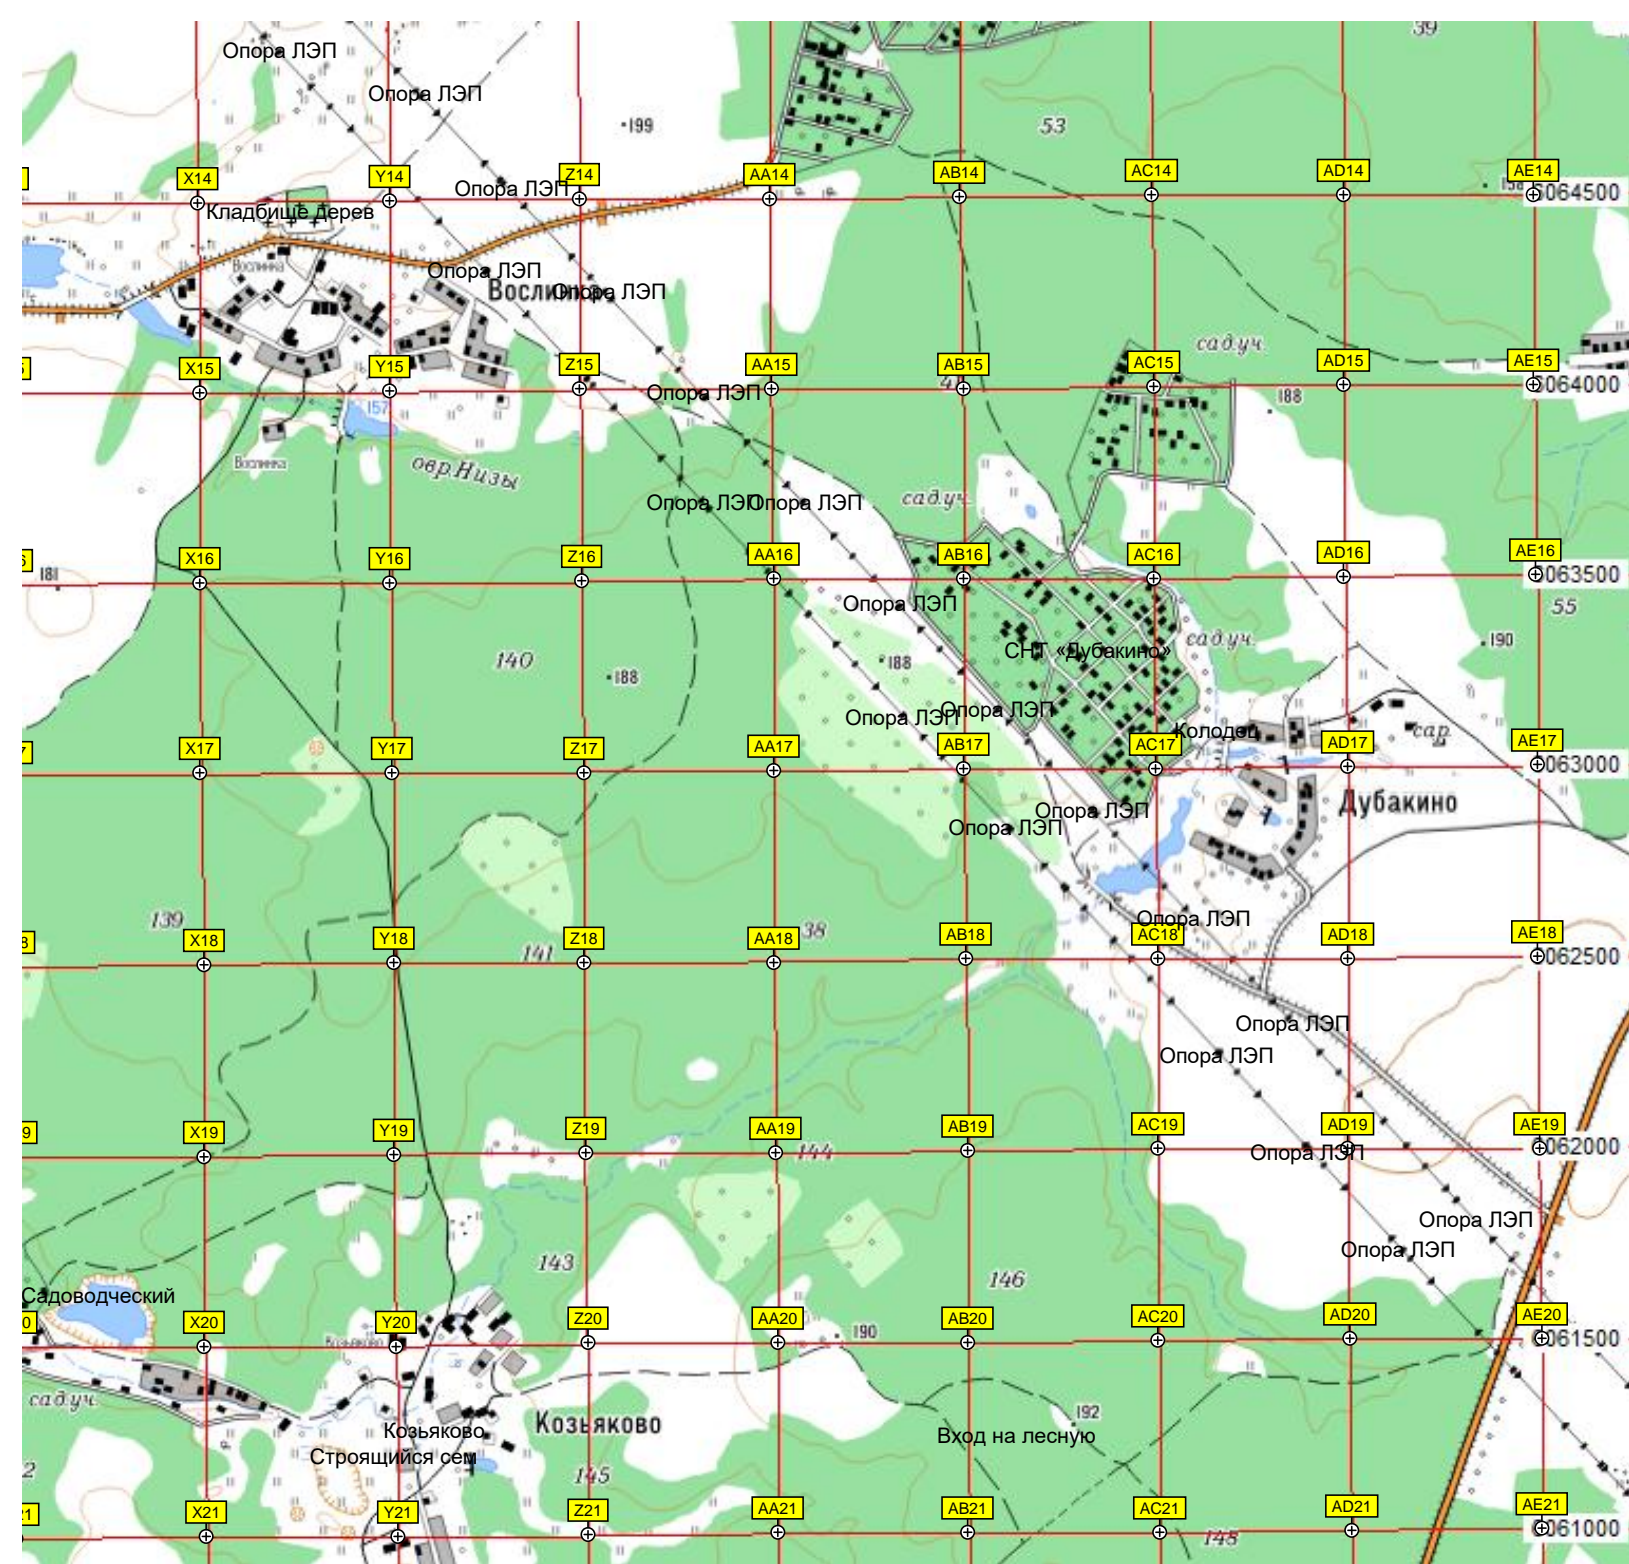 39
Опора ЛЭП
Опора ЛЭП
199
53
X14
Y14
Опора ЛЭП
Z14
AA14
AB14
AC14
AD14
AE14
6064500
Кладбище дерев
Вослинка
Опора ЛЭП
Вослинка
Опора ЛЭП
сад.уч.
X15
Y15
Z15
AA15
AB15
AC15
AD15
AE15
6064000
157
Опора ЛЭП
188
Вослинка
овр.Низы
сад.уч.
Опора ЛЭП
Опора ЛЭП
X16
Y16
Z16
AA16
AB16
AC16
AD16
AE16
6063500
181
Опора ЛЭП
55
сад.уч.
190
140
188
188
СНТ «Дубакино»
Опора ЛЭП
Опора ЛЭП
Колодец
сар.
X17
Y17
Z17
AA17
AB17
AC17
AD17
AE17
6063000
Дубакино
Опора ЛЭП
Опора ЛЭП
139
Опора ЛЭП
X18
Y18
141
Z18
AA18
38
AB18
AC18
AD18
AE18
6062500
Опора ЛЭП
Опора ЛЭП
X19
Y19
Z19
AA19
144
AB19
AC19
AD19
AE19
6062000
Опора ЛЭП
Опора ЛЭП
Опора ЛЭП
143
146
Садоводческий
X20
Y20
Z20
AA20
190
AB20
AC20
AD20
AE20
6061500
Козьяково
сад.уч.
192
Козьяково
Козьяково
Вход на лесную
Строящийся сем
145
X21
Y21
Z21
AA21
AB21
AC21
AD21
AE21
6061000
148